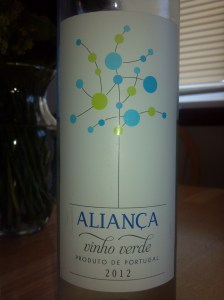 ALIANÇA
vinho verde
PRODUTO DE PORTUGAL
2012